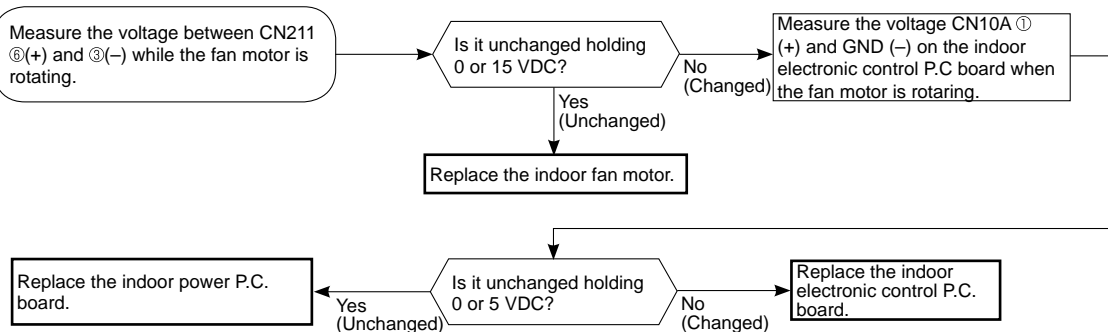 Measure the voltage between CN211
⑥(+) and ③(–) while the fan motor is
rotating.
Is it unchanged holding
0 or 15 VDC?
No
(Changed)
Measure the voltage CN10A ①
(+) and GND (–) on the indoor
electronic control P.C board when
the fan motor is rotaring.
Yes
(Unchanged)
Replace the indoor fan motor.
Replace the indoor power P.C.
board.
Yes
(Unchanged)
Is it unchanged holding
0 or 5 VDC?
No
(Changed)
Replace the indoor
electronic control P.C.
board.